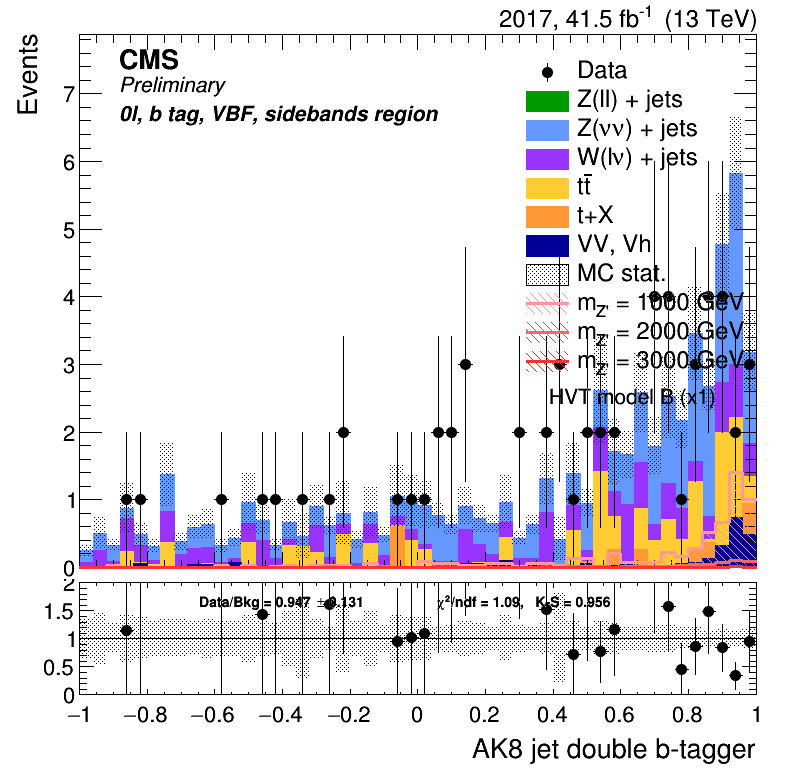 2017, 41.5 fb⁻¹ (13 TeV)
Events
CMS
Preliminary
0l, b tag, VBF, sidebands region
Data
Z(ll) + jets
Z(νν) + jets
W(lν) + jets
tt̄
t+X
VV, Vh
MC stat.
m_Z' = 1000 GeV
m_Z' = 2000 GeV
m_Z' = 3000 GeV
HVT model B (x1)
7
6
5
4
3
2
1
0
Data/Bkg = 0.947 ± 0.131 χ²/ndf = 1.09, K-S = 0.956
2
1.5
1
0.5
0
−1 −0.8 −0.6 −0.4 −0.2 0 0.2 0.4 0.6 0.8 1
AK8 jet double b-tagger